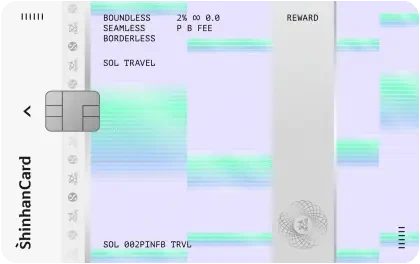 BOUNDLESS 2% ∞ 0.0 REWARD
SEAMLESS P B FEE
BORDERLESS
SOL TRAVEL
SOL 002PINFB TRVL
ShinhanCard